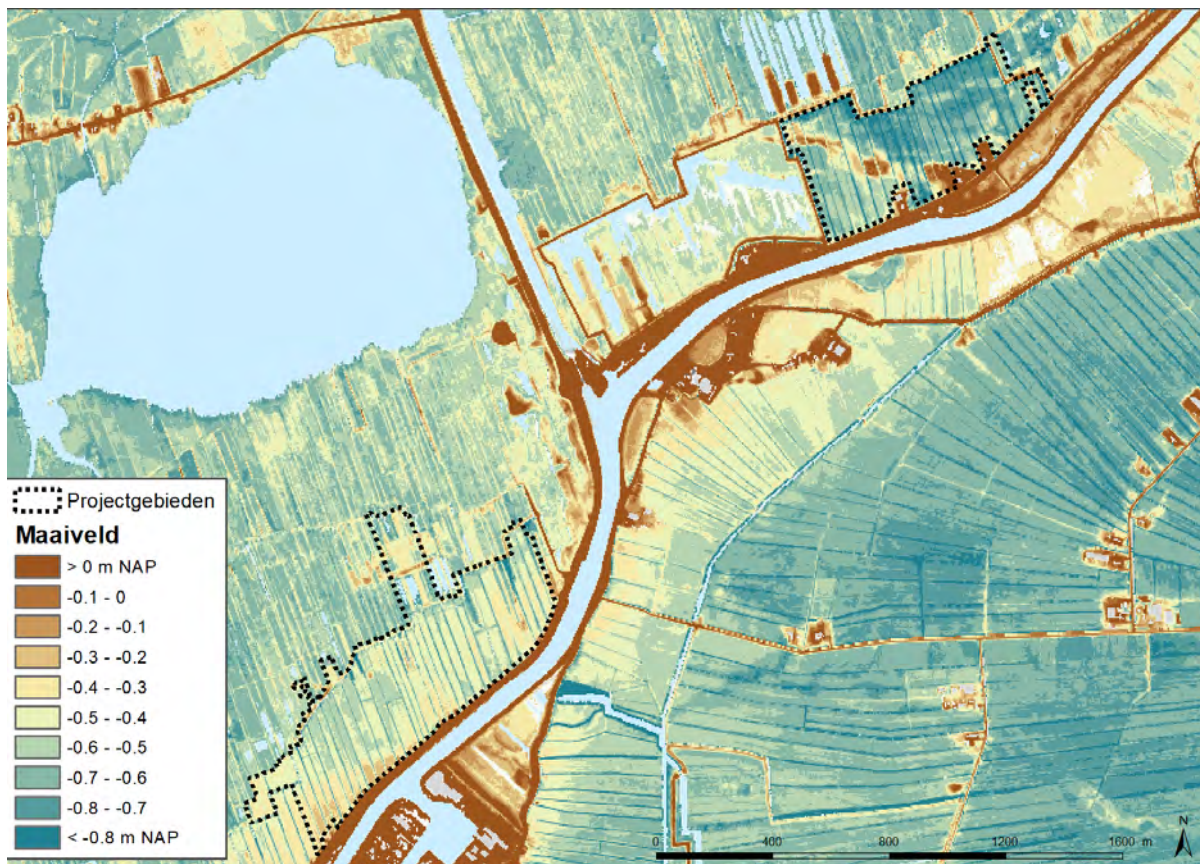 Projectgebieden
Maaiveld
> 0 m NAP
-0.1 - 0
-0.2 - -0.1
-0.3 - -0.2
-0.4 - -0.3
-0.5 - -0.4
-0.6 - -0.5
-0.7 - -0.6
-0.8 - -0.7
< -0.8 m NAP
0 400 800 1200 1600 m
N